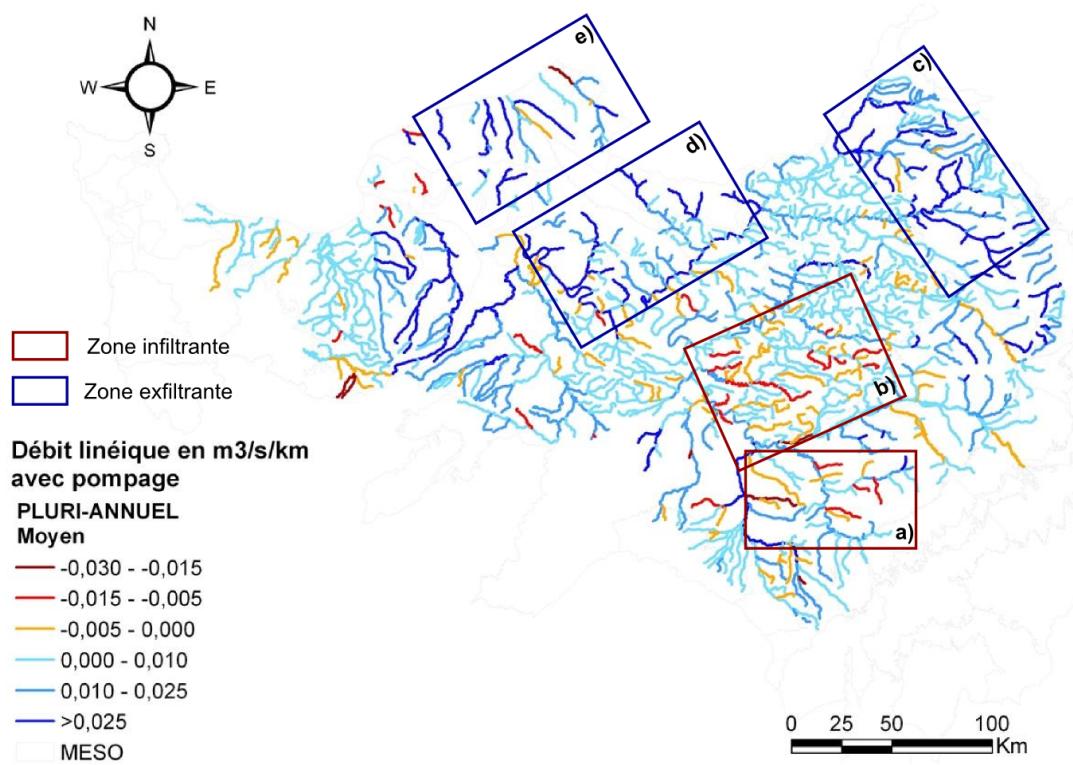 N
W
E
S
e)
c)
d)
b)
a)
Zone infiltrante
Zone exfiltrante
Débit linéique en m3/s/km
avec pompage
PLURI-ANNUEL
Moyen
-0,030 - -0,015
-0,015 - -0,005
-0,005 - 0,000
0,000 - 0,010
0,010 - 0,025
>0,025
MESO
0 25 50 100
Km